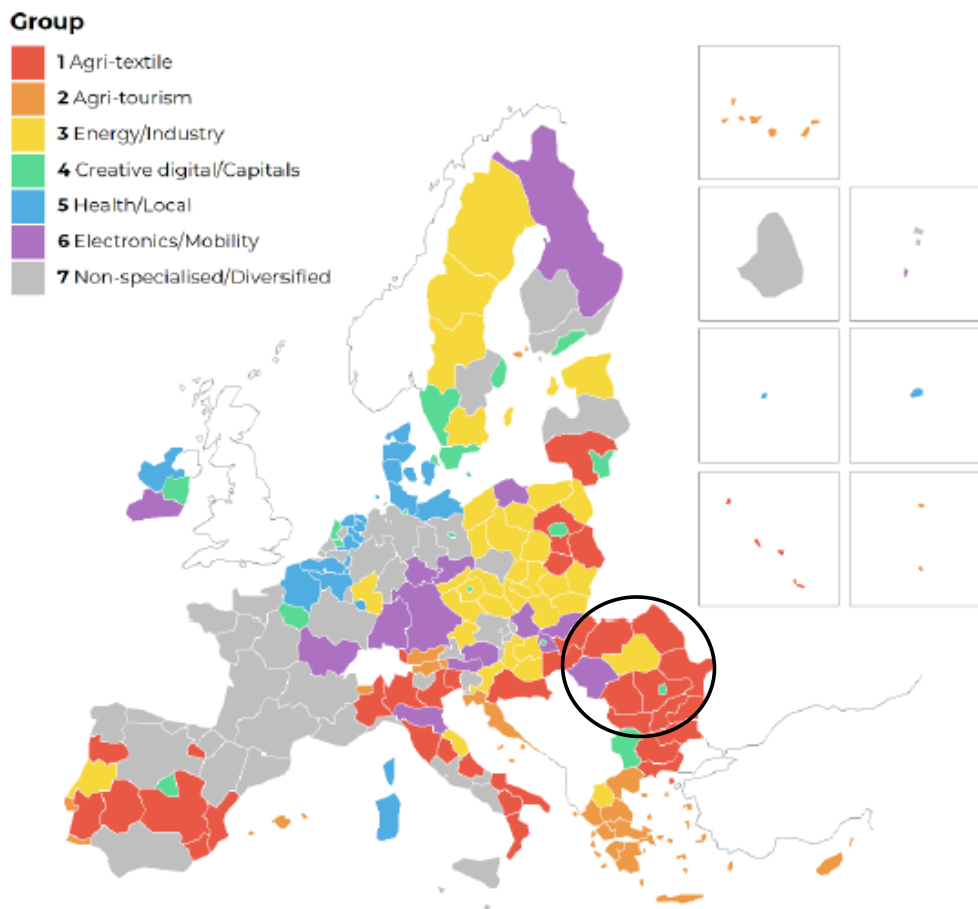 Group
1 Agri-textile
2 Agri-tourism
3 Energy/Industry
4 Creative digital/Capitals
5 Health/Local
6 Electronics/Mobility
7 Non-specialised/Diversified